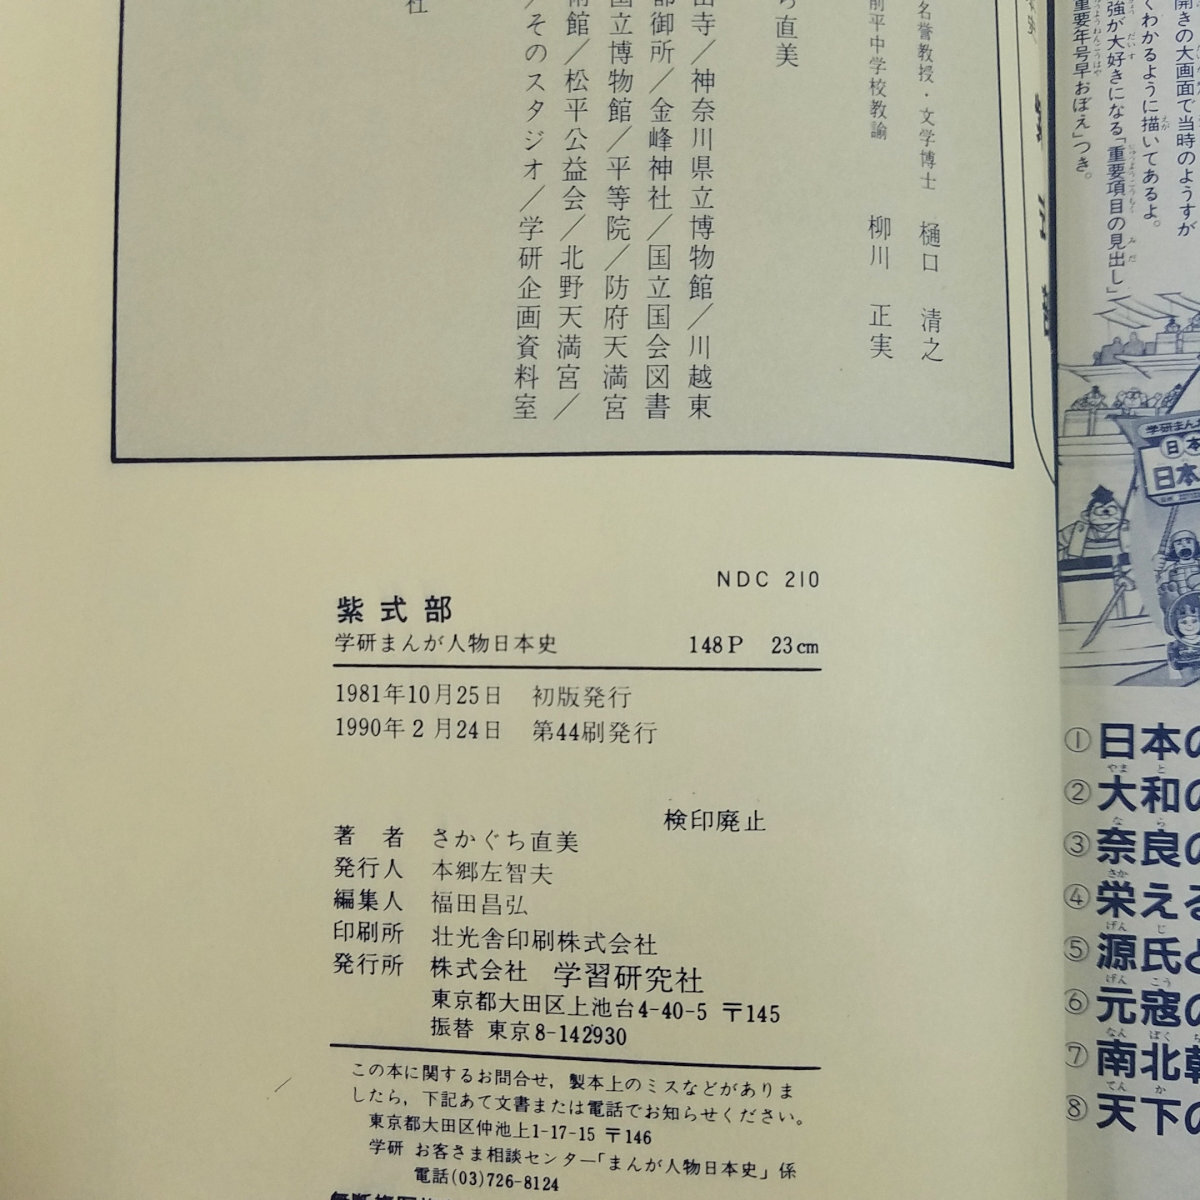 名誉教授・文学博士 樋口 清之
前平中学校教諭 柳川 正実
直美
寺／神奈川県立博物館／川越東
都御所／金峰神社／国立国会図書
国立博物館／平等院／防府天満宮
館／松平公益会／北野天満宮／
／そのスタジオ／学研企画資料室
社
NDC 210
紫式部
学研まんが人物日本史 148P 23cm
1981年10月25日 初版発行
1990年2月24日 第44刷発行
検印廃止
著者 さかぐち直美
発行人 本郷左智夫
編集人 福田昌弘
印刷所 壮光舎印刷株式会社
発行所 株式会社 学習研究社
東京都大田区上池台4-40-5 〒145
振替 東京8-142930
この本に関するお問合せ，製本上のミスなどがありま
したら，下記あて文書または電話でお知らせください。
東京都大田区仲池上1-17-15 〒146
学研 お客さま相談センター「まんが人物日本史」係
電話(03)726-8124
開きの大画面で当時のようすが
くわかるように描いてあるよ。
強が大好きになる「重要項目の見出し」
重要年号早おぼえ」つき。
学研まんが
日本
日本
①日本の
②大和の
③奈良の
④栄える
⑤源氏と
⑥元寇の
⑦南北朝
⑧天下の